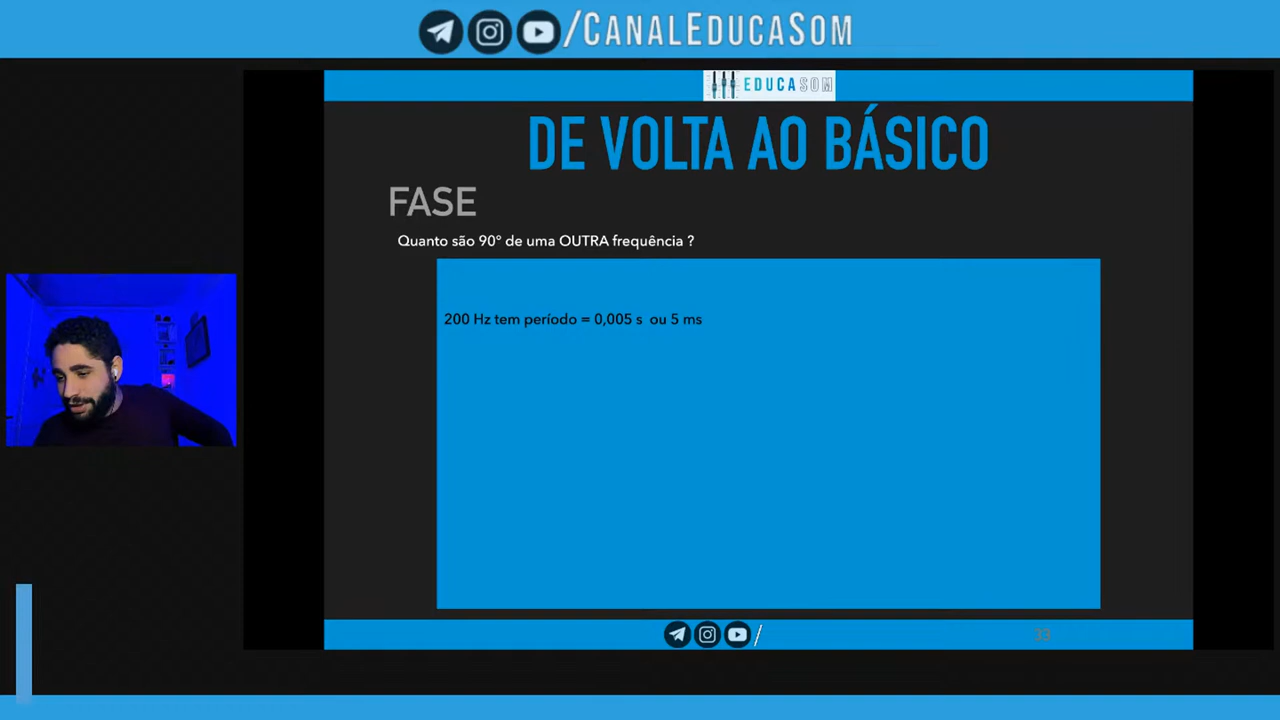 /CANALEDUCASOM
EDUCASOM
DE VOLTA AO BÁSICO
FASE
Quanto são 90° de uma OUTRA frequência ?
200 Hz tem período = 0,005 s ou 5 ms
/
33